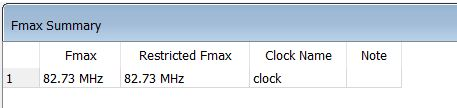 Fmax Summary
Fmax Restricted Fmax Clock Name Note
1 82.73 MHz 82.73 MHz clock